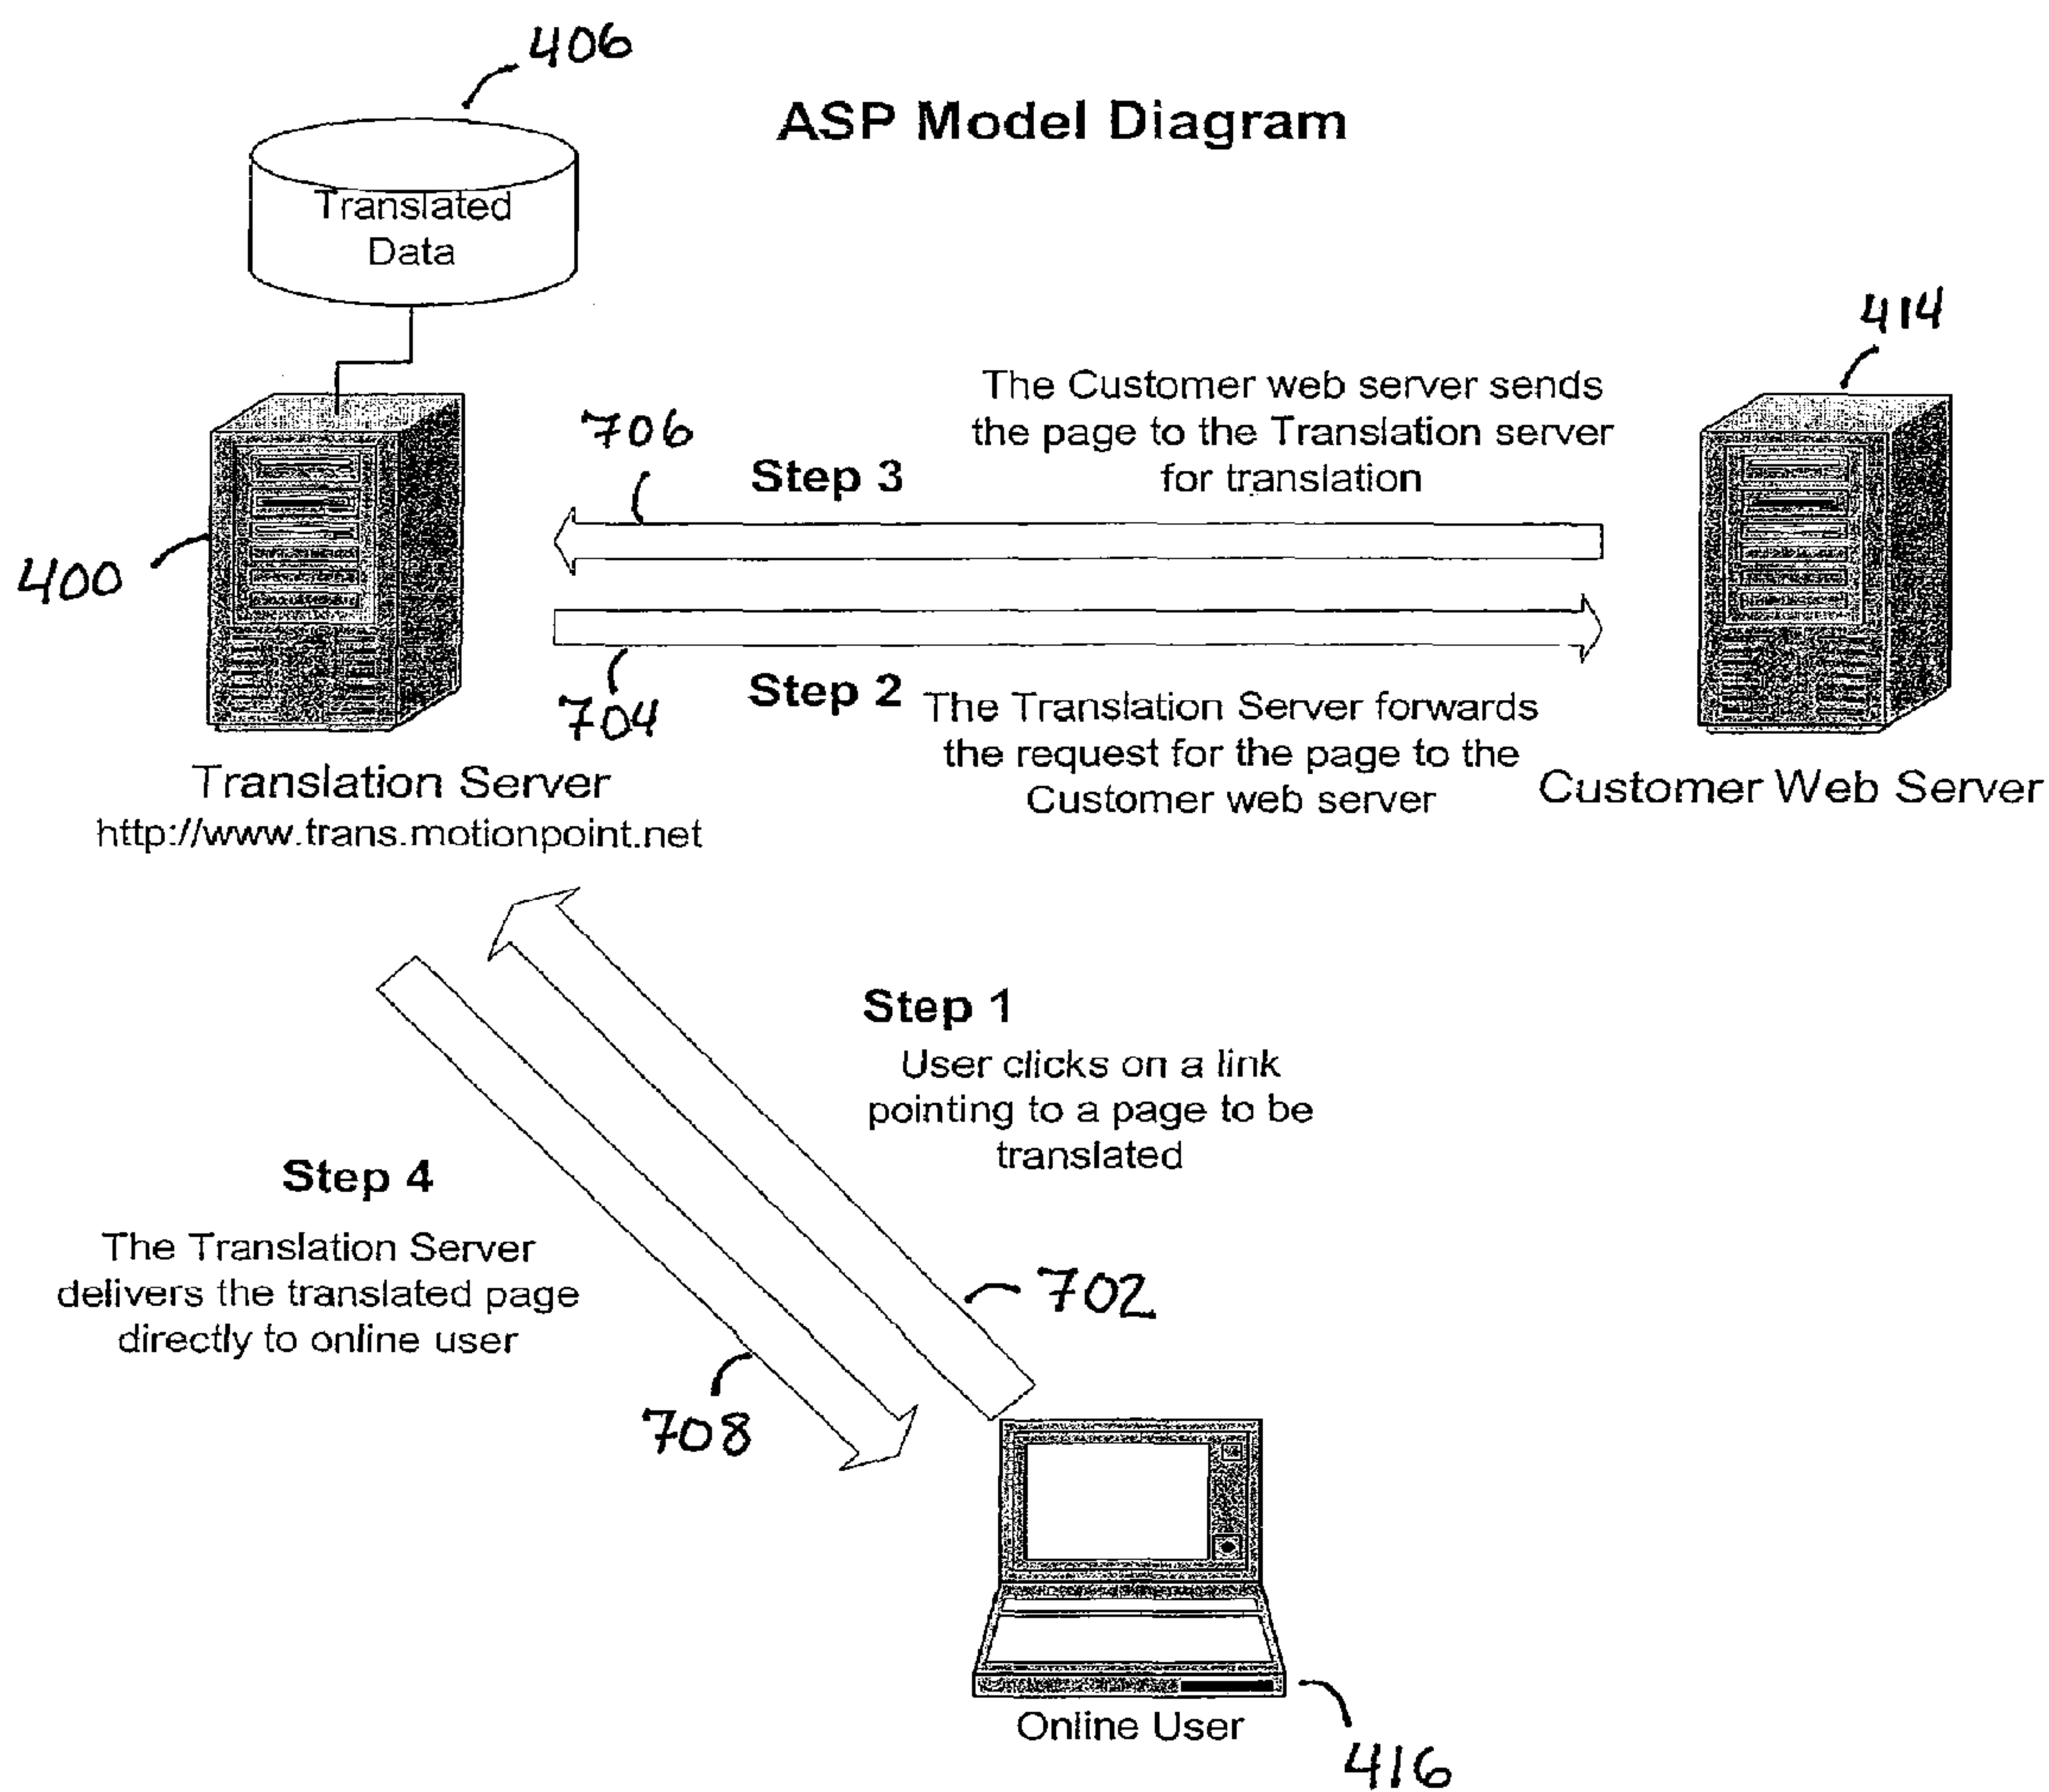 406
ASP Model Diagram
Translated
Data
414
The Customer web server sends
the page to the Translation server
for translation
706
Step 3
400
704
Step 2
The Translation Server forwards
the request for the page to the
Customer web server
Translation Server
http://www.trans.motionpoint.net
Customer Web Server
Step 1
User clicks on a link
pointing to a page to be
translated
Step 4
The Translation Server
delivers the translated page
directly to online user
702
708
Online User
416